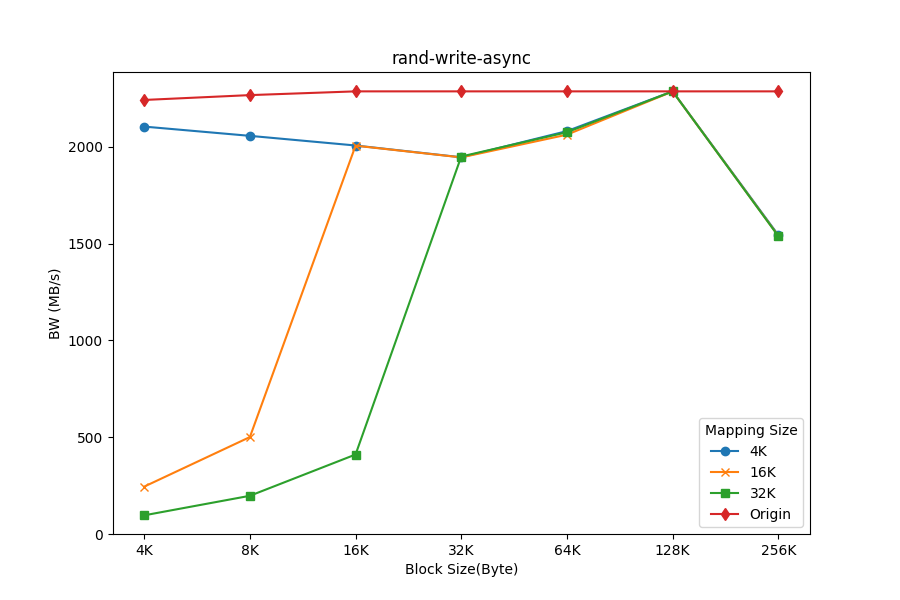 rand-write-async
BW (MB/s)
2000
1500
1000
500
0
4K 8K 16K 32K 64K 128K 256K
Block Size(Byte)
Mapping Size
4K
16K
32K
Origin